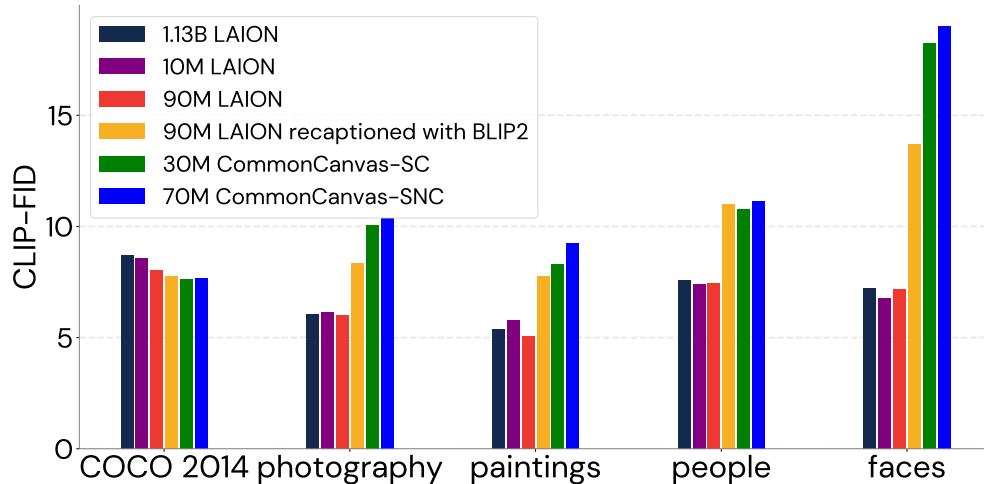 1.13B LAION
10M LAION
90M LAION
90M LAION recaptioned with BLIP2
30M CommonCanvas-SC
70M CommonCanvas-SNC
CLIP-FID
15
10
5
0
COCO 2014 photography paintings people faces